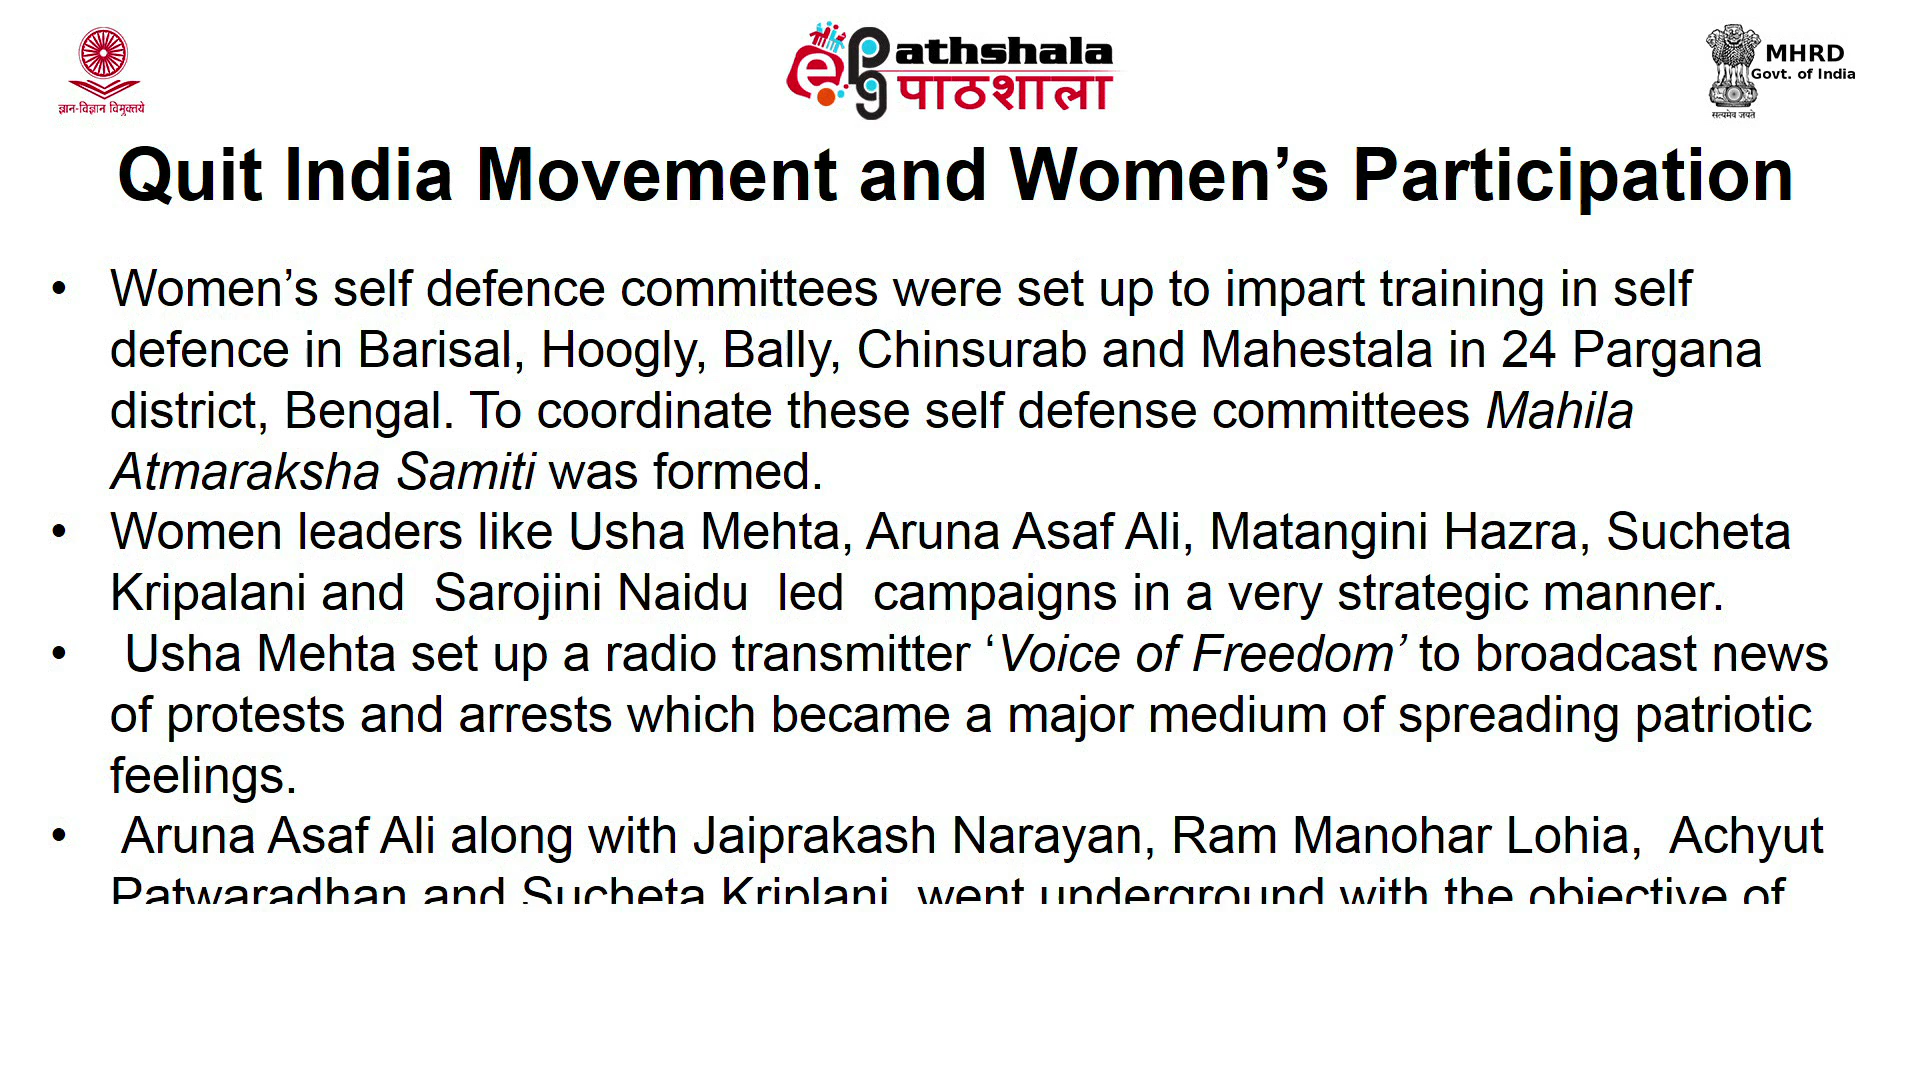 ज्ञान-विज्ञान विमुक्तये
e Pathshala
पाठशाला
MHRD
Govt. of India
सत्यमेव जयते
Quit India Movement and Women’s Participation
• Women’s self defence committees were set up to impart training in self
defence in Barisal, Hoogly, Bally, Chinsurab and Mahestala in 24 Pargana
district, Bengal. To coordinate these self defense committees Mahila
Atmaraksha Samiti was formed.
• Women leaders like Usha Mehta, Aruna Asaf Ali, Matangini Hazra, Sucheta
Kripalani and Sarojini Naidu led campaigns in a very strategic manner.
• Usha Mehta set up a radio transmitter ‘Voice of Freedom’ to broadcast news
of protests and arrests which became a major medium of spreading patriotic
feelings.
• Aruna Asaf Ali along with Jaiprakash Narayan, Ram Manohar Lohia, Achyut
Patwaradhan and Sucheta Kriplani went underground with the objective of